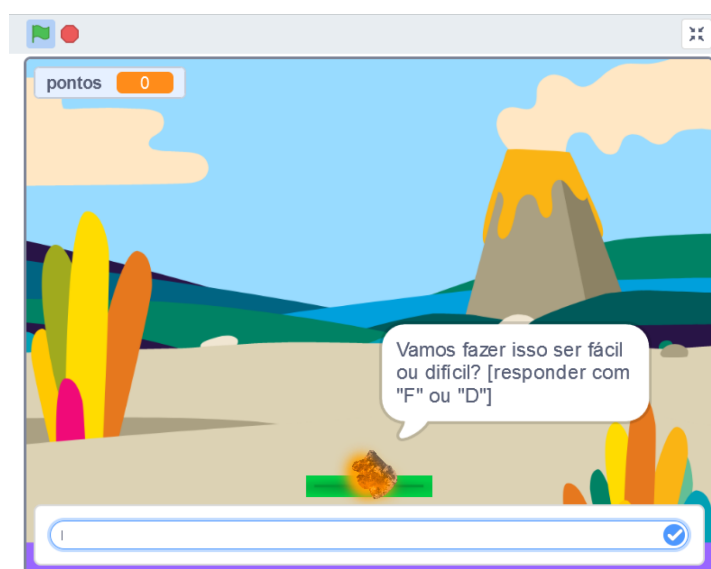 pontos 0
Vamos fazer isso ser fácil
ou difícil? [responder com
"F" ou "D"]